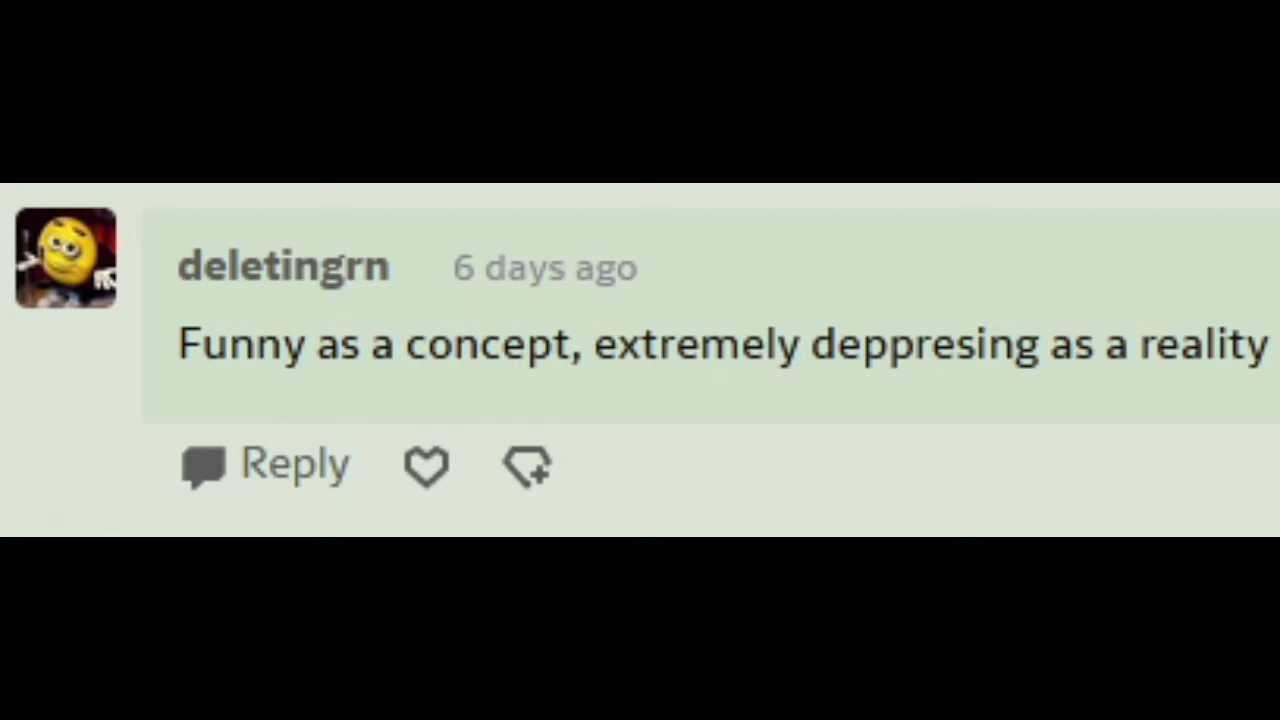 deletingrn 6 days ago
Funny as a concept, extremely deppresing as a reality
Reply